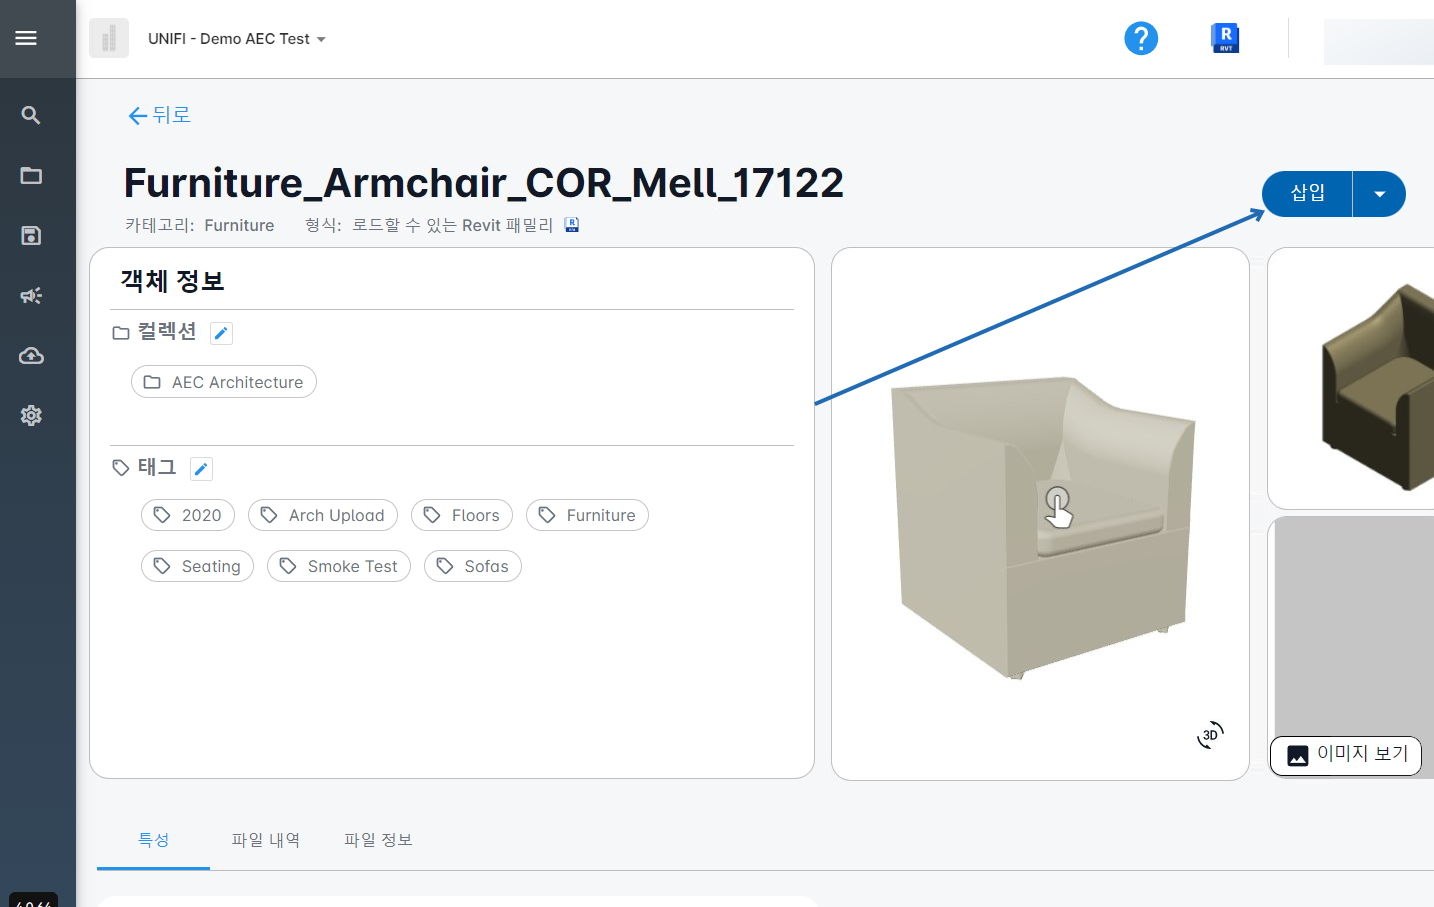 UNIFI - Demo AEC Test
?
R
RVT
뒤로
Furniture_Armchair_COR_Mell_17122
삽입
카테고리: Furniture 형식: 로드할 수 있는 Revit 패밀리
객체 정보
컬렉션
AEC Architecture
태그
2020 Arch Upload Floors Furniture
Seating Smoke Test Sofas
3D
이미지 보기
특성 파일 내역 파일 정보